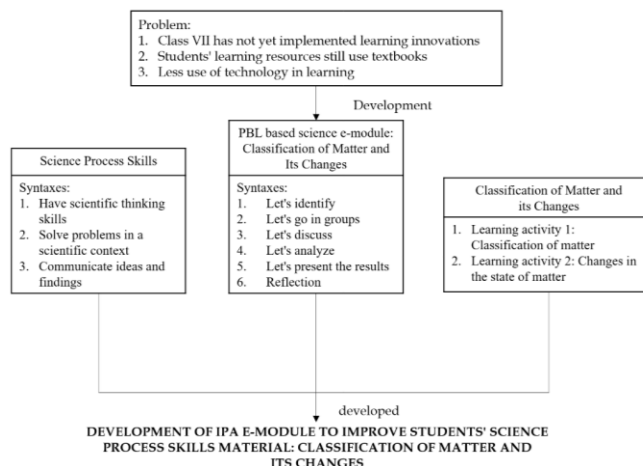 Problem:
1. Class VII has not yet implemented learning innovations
2. Students' learning resources still use textbooks
3. Less use of technology in learning
Development
PBL based science e-module:
Classification of Matter and
Its Changes
Syntaxes:
1. Let's identify
2. Let's go in groups
3. Let's discuss
4. Let's analyze
5. Let's present the results
6. Reflection
Science Process Skills
Syntaxes:
1. Have scientific thinking
skills
2. Solve problems in a
scientific context
3. Communicate ideas and
findings
Classification of Matter and
its Changes
1. Learning activity 1:
Classification of matter
2. Learning activity 2: Changes in
the state of matter
developed
DEVELOPMENT OF IPA E-MODULE TO IMPROVE STUDENTS' SCIENCE
PROCESS SKILLS MATERIAL: CLASSIFICATION OF MATTER AND
ITS CHANGES